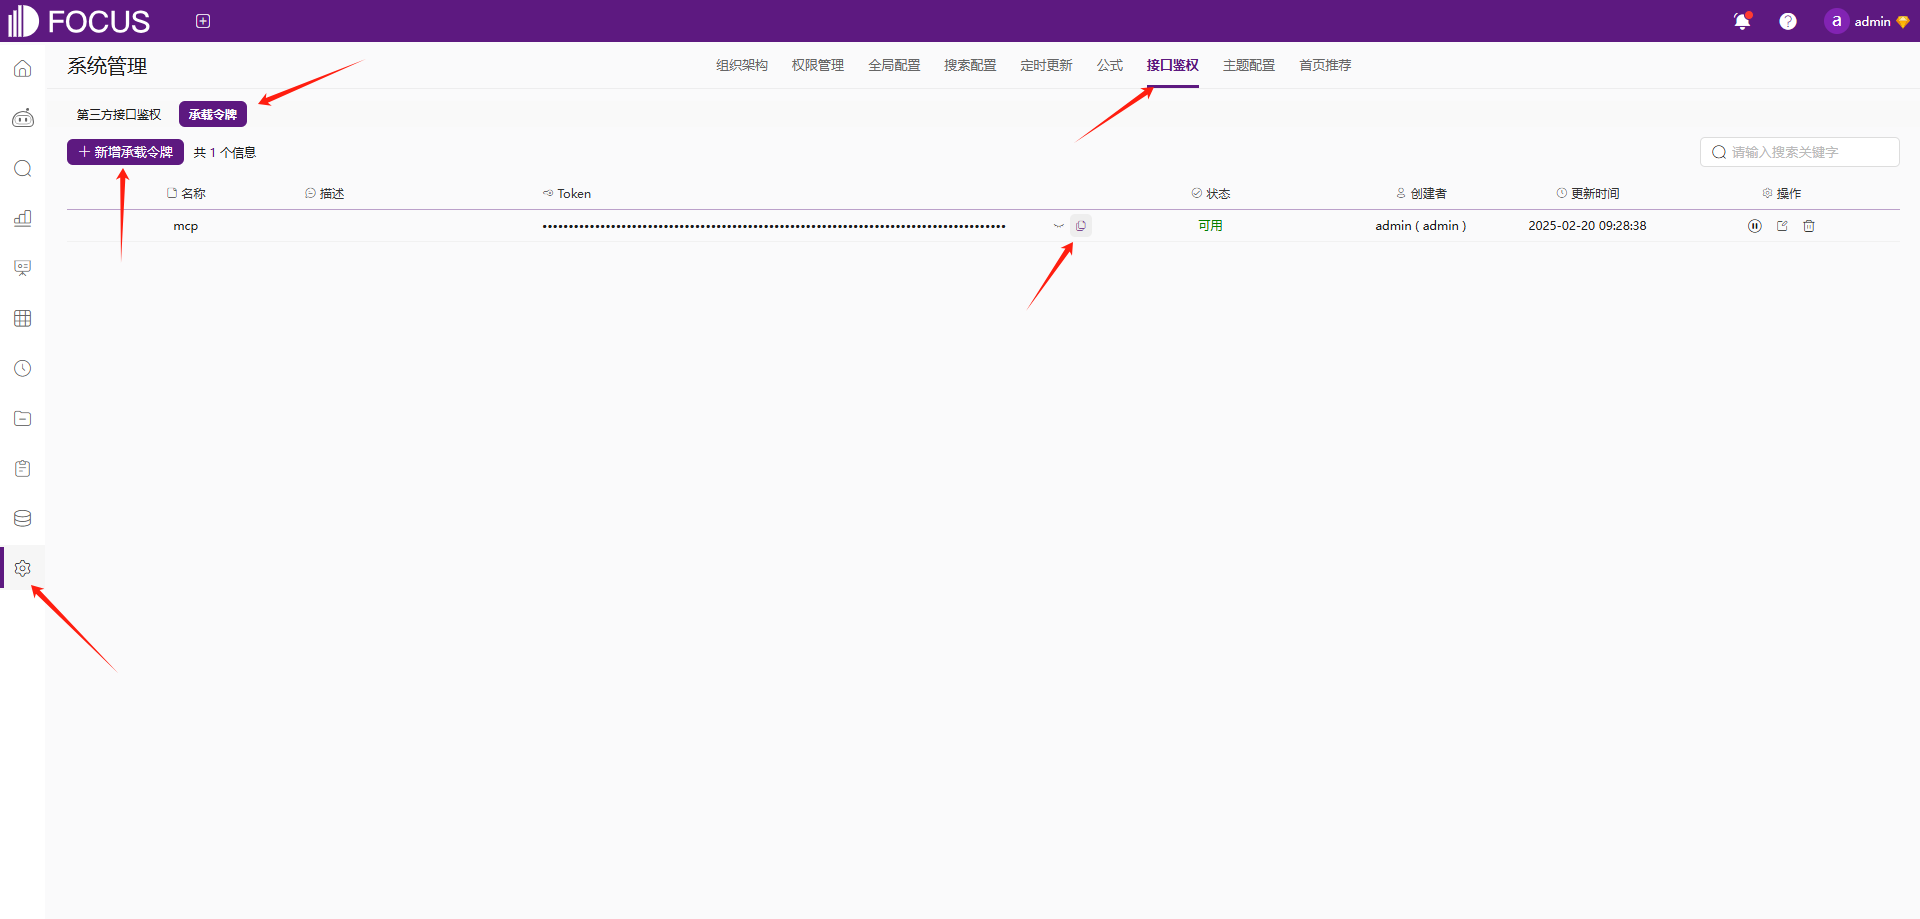 FOCUS
a admin
系统管理
组织架构 权限管理 全局配置 搜索配置 定时更新 公式 接口鉴权 主题配置 首页推荐
第三方接口鉴权 承载令牌
新增承载令牌 共 1 个信息
请输入搜索关键字
名称 描述 Token 状态 创建者 更新时间 操作
mcp 可用 admin ( admin ) 2025-02-20 09:28:38